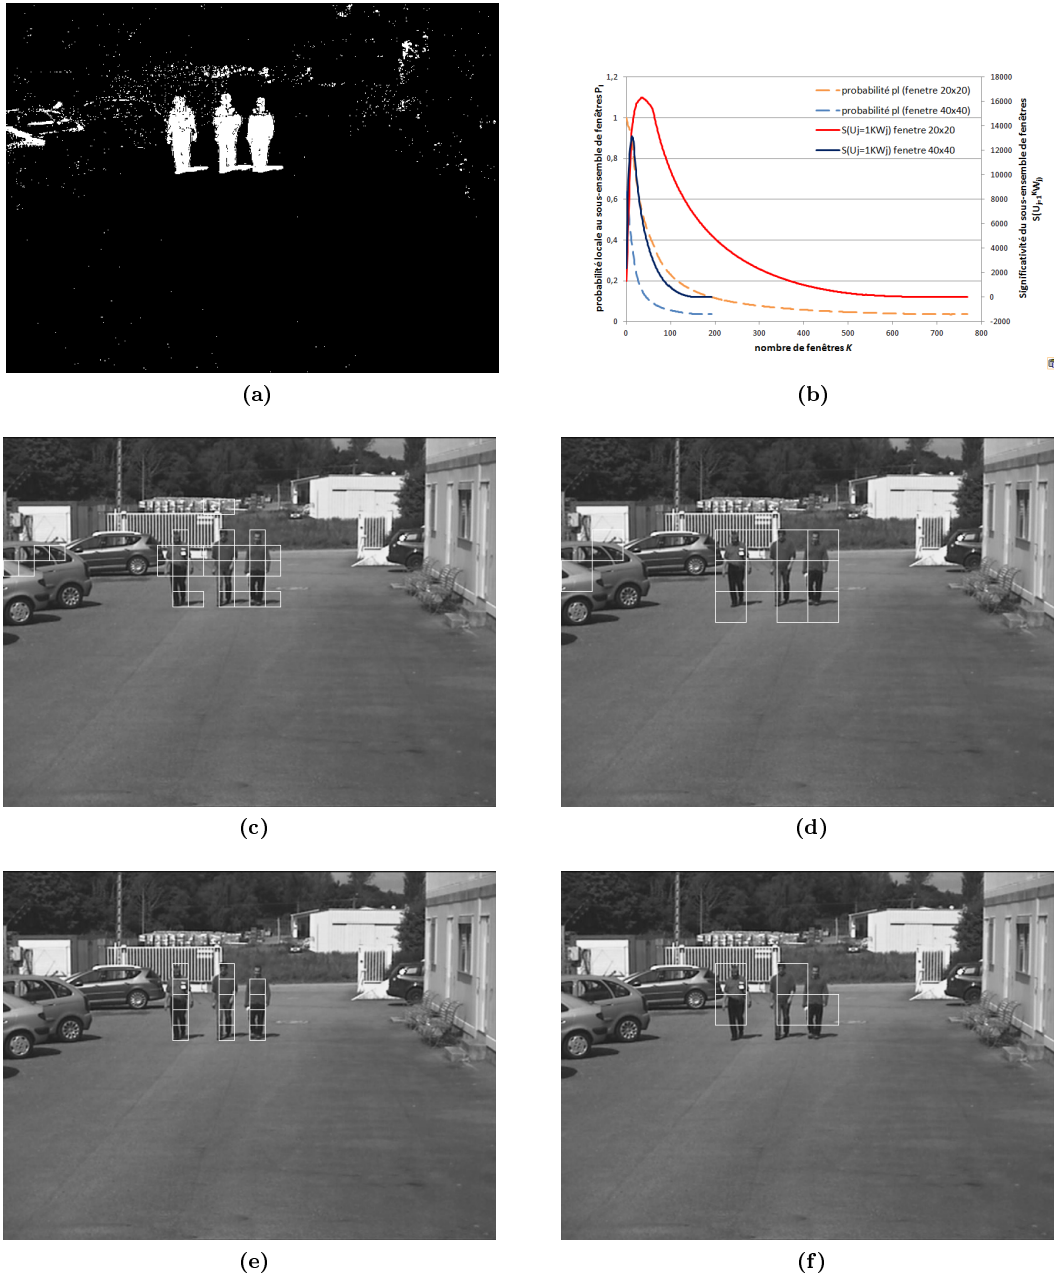 1,2
1
0,8
0,6
0,4
0,2
0
probabilité locale au sous-ensemble de fenêtres Pl
probabilité pl (fenetre 20x20)
probabilité pl (fenetre 40x40)
S(Uj=1KWj) fenetre 20x20
S(Uj=1KWj) fenetre 40x40
18000
16000
14000
12000
10000
8000
6000
4000
2000
0
-2000
Significativité du sous-ensemble de fenêtres
S(Uj=1KWj)
0 100 200 300 400 500 600 700 800
nombre de fenêtres K
(a)
(b)
(c)
(d)
(e)
(f)